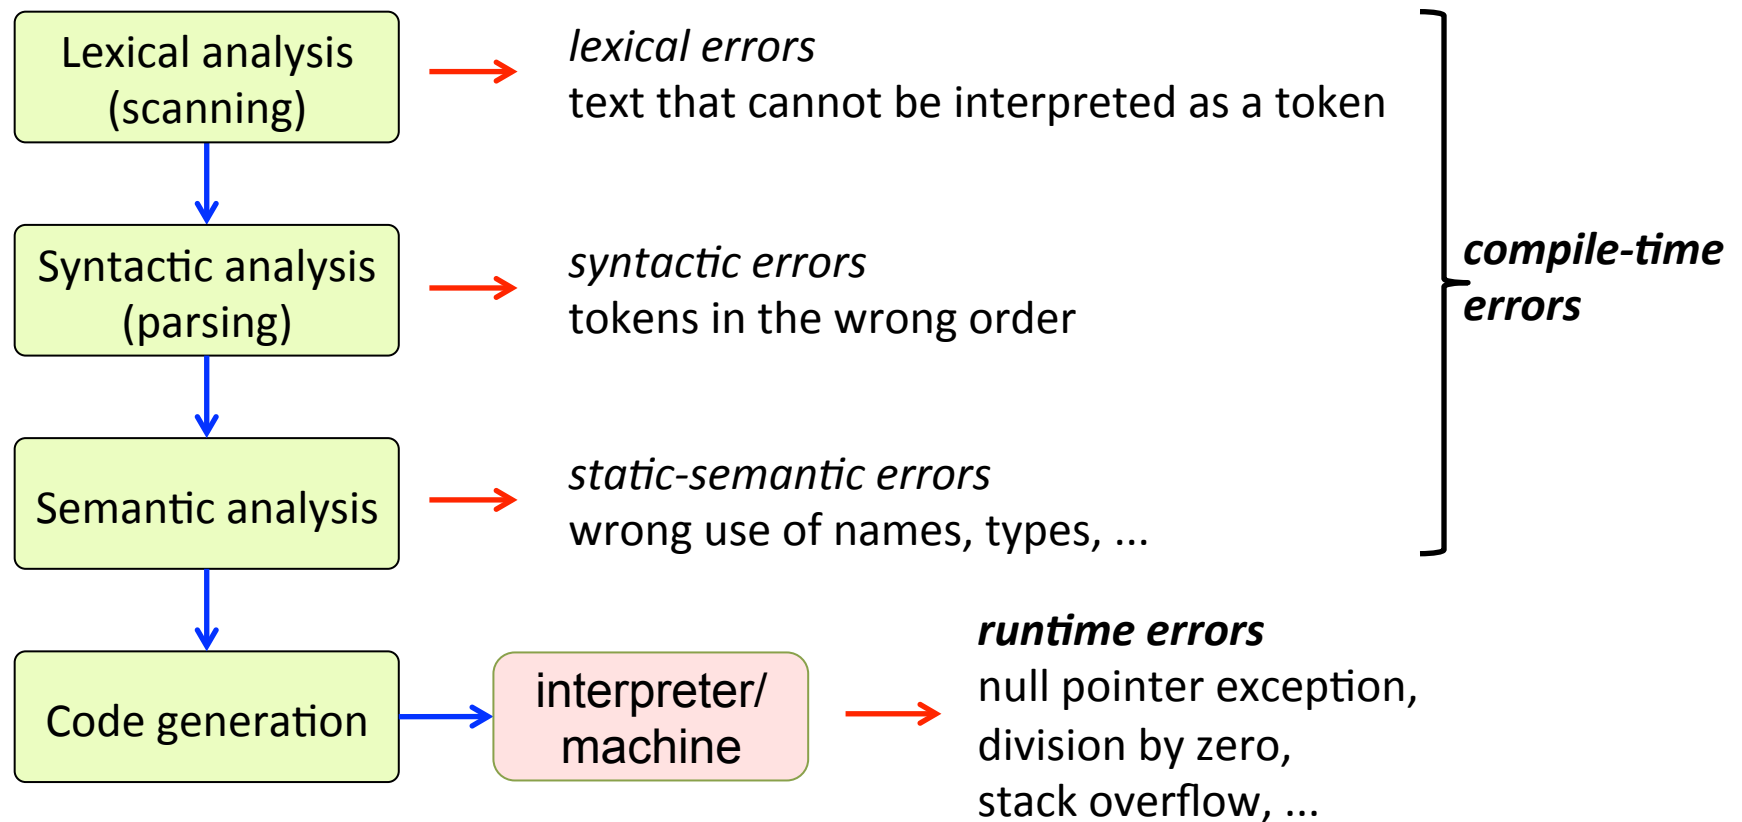 Lexical analysis
(scanning)
lexical errors
text that cannot be interpreted as a token
Syntactic analysis
(parsing)
syntactic errors
tokens in the wrong order
compile-time
errors
Semantic analysis
static-semantic errors
wrong use of names, types, ...
Code generation
interpreter/
machine
runtime errors
null pointer exception,
division by zero,
stack overflow, ...